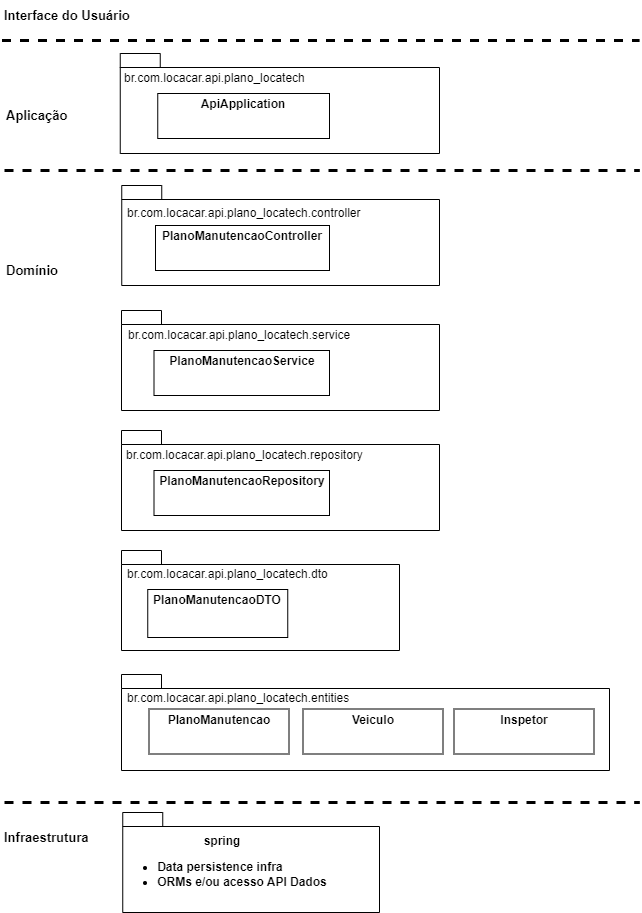 Interface do Usuário
br.com.locacar.api.plano_locatech
ApiApplication
Aplicação
br.com.locacar.api.plano_locatech.controller
PlanoManutencaoController
Domínio
br.com.locacar.api.plano_locatech.service
PlanoManutencaoService
br.com.locacar.api.plano_locatech.repository
PlanoManutencaoRepository
br.com.locacar.api.plano_locatech.dto
PlanoManutencaoDTO
br.com.locacar.api.plano_locatech.entities
PlanoManutencao Veiculo Inspetor
Infraestrutura
spring
• Data persistence infra
• ORMs e/ou acesso API Dados